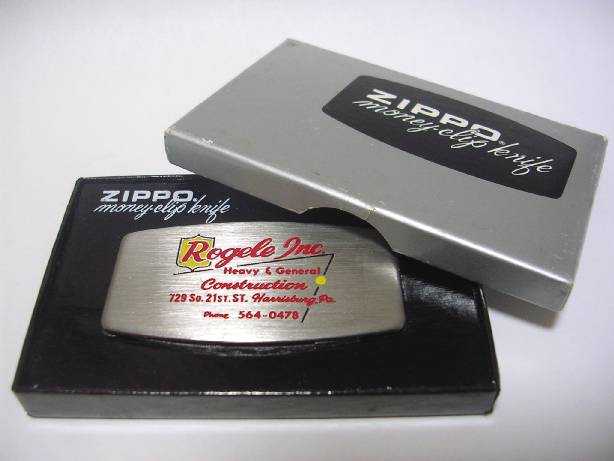 ZIPPO
money-clip knife
ZIPPO
money-clip knife
Rogele Inc.
Heavy & General
Construction
729 So. 21ST. ST. Harrisburg, Pa.
Phone 564-0478